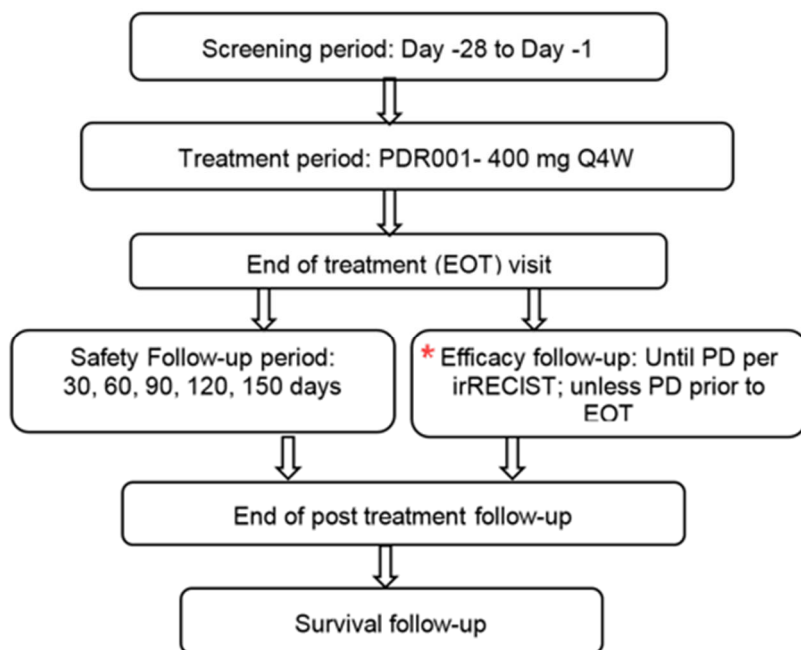 Screening period: Day -28 to Day -1
Treatment period: PDR001- 400 mg Q4W
End of treatment (EOT) visit
Safety Follow-up period:
30, 60, 90, 120, 150 days
* Efficacy follow-up: Until PD per
irRECIST; unless PD prior to
EOT
End of post treatment follow-up
Survival follow-up